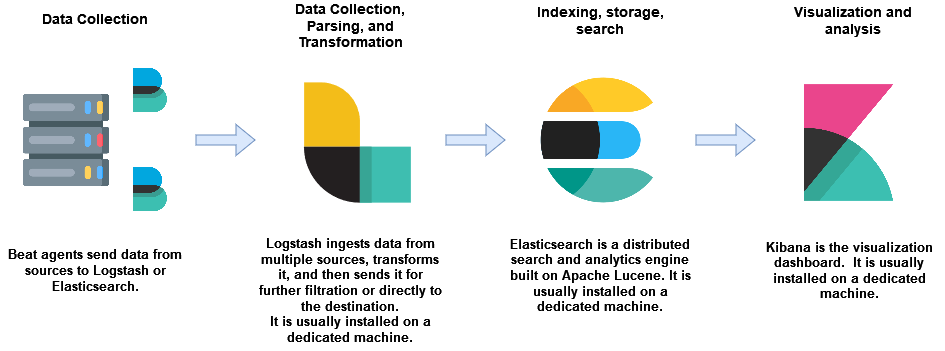 Data Collection
Data Collection,
Parsing, and
Transformation
Indexing, storage,
search
Visualization and
analysis
Beat agents send data from
sources to Logstash or
Elasticsearch.
Logstash ingests data from
multiple sources, transforms
it, and then sends it for
further filtration or directly to
the destination.
It is usually installed on a
dedicated machine.
Elasticsearch is a distributed
search and analytics engine
built on Apache Lucene. It is
usually installed on a
dedicated machine.
Kibana is the visualization
dashboard.  It is usually
installed on a dedicated
machine.